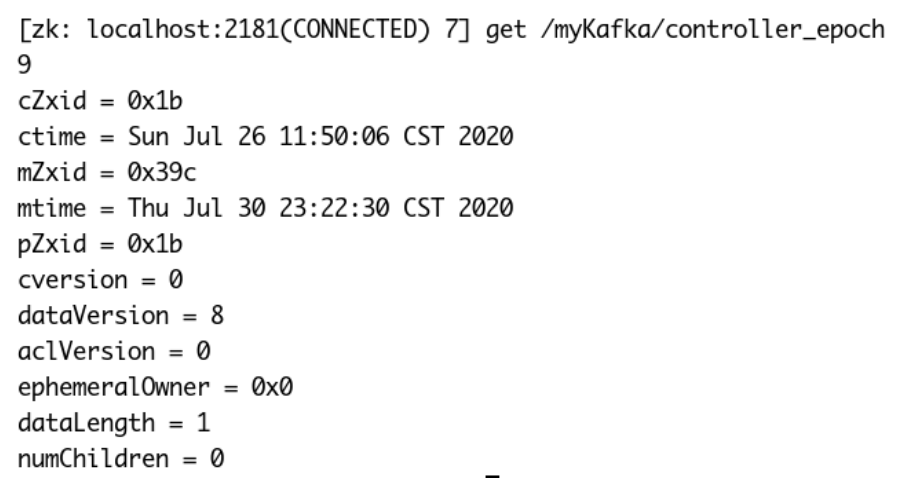 [zk: localhost:2181(CONNECTED) 7] get /myKafka/controller_epoch
9
cZxid = 0x1b
ctime = Sun Jul 26 11:50:06 CST 2020
mZxid = 0x39c
mtime = Thu Jul 30 23:22:30 CST 2020
pZxid = 0x1b
cversion = 0
dataVersion = 8
aclVersion = 0
ephemeralOwner = 0x0
dataLength = 1
numChildren = 0